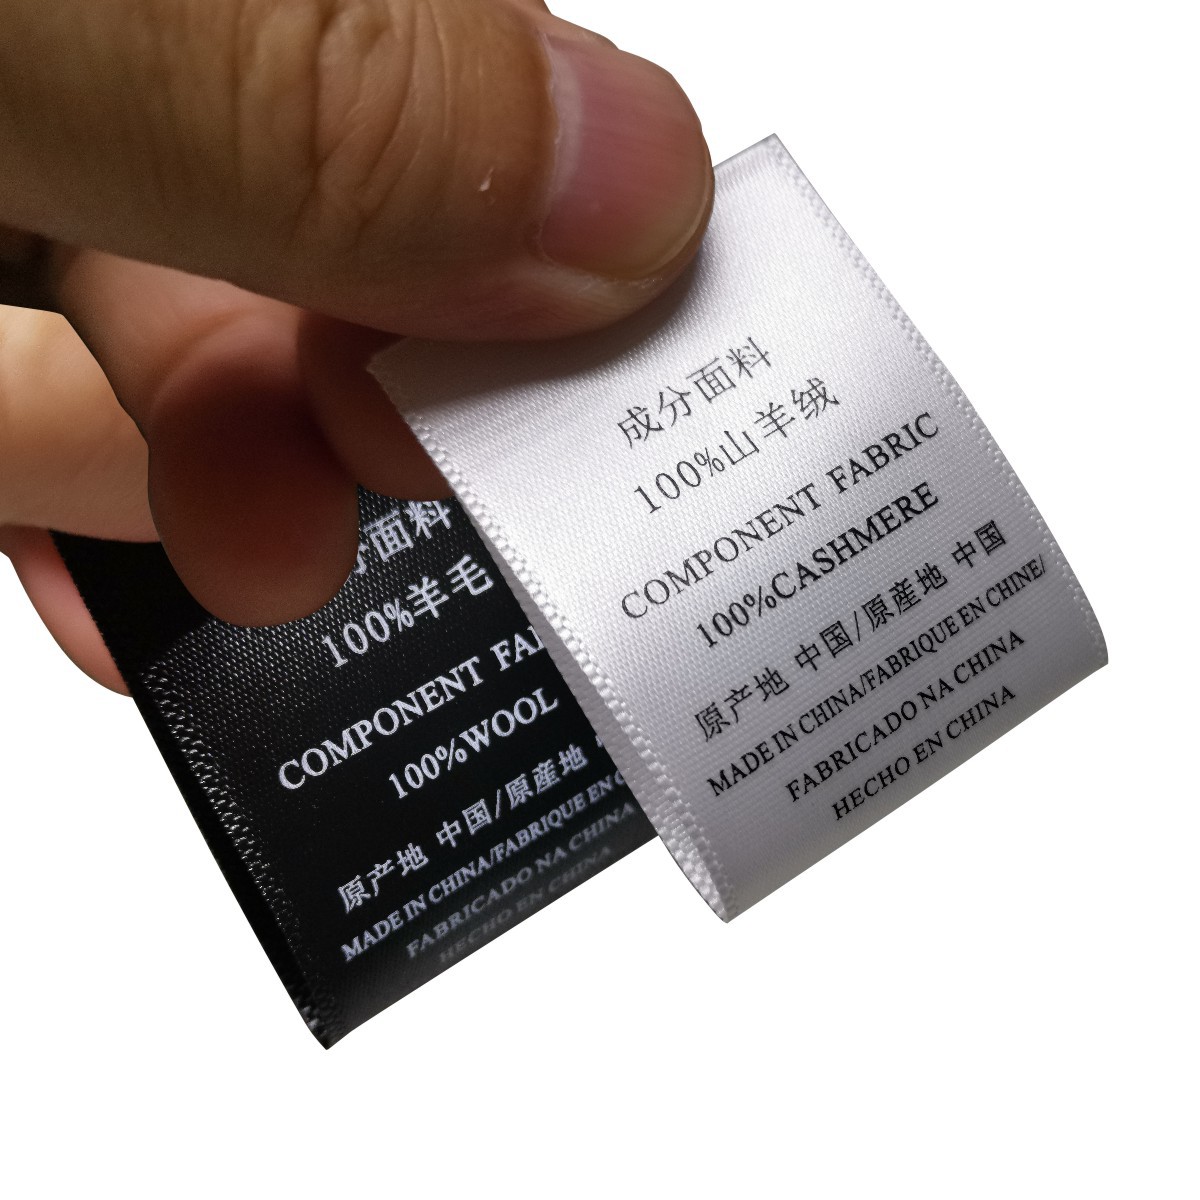 成分面料
100%山羊绒
COMPONENT FABRIC
100%CASHMERE
原产地 中国/原産地 中国
MADE IN CHINA/FABRIQUE EN CHINE/
FABRICADO NA CHINA
HECHO EN CHINA
面料
100%羊毛
COMPONENT
100%WOOL
原产地 中国/原産地
MADE IN CHINA/FABRIQUE EN
FABRICADO NA CHINA
HECHO EN CHINA